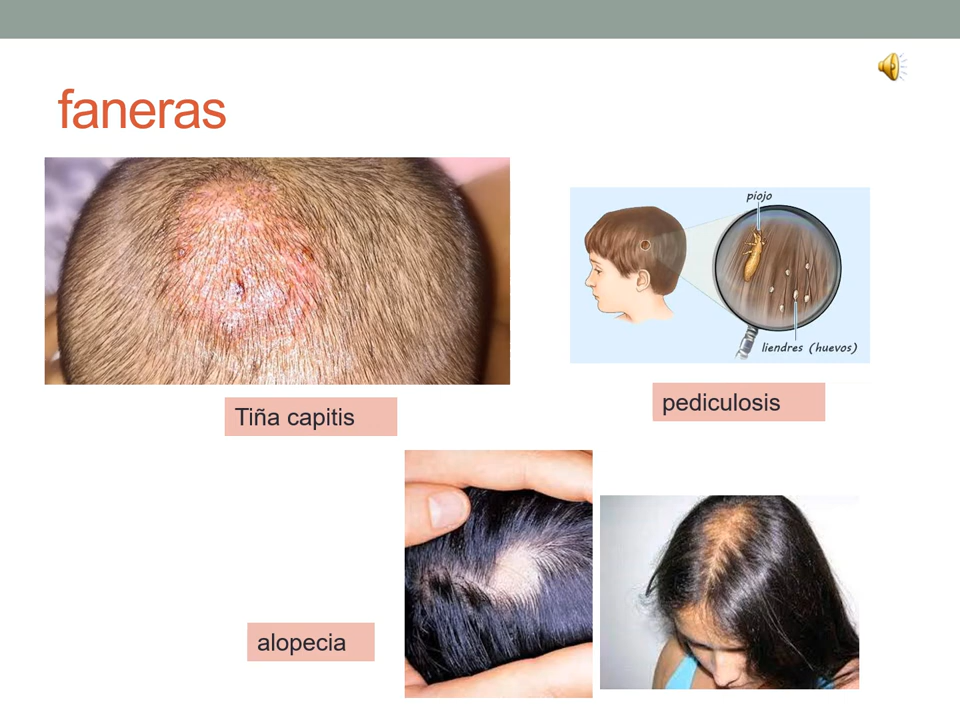 faneras
piojo
liendres (huevos)
Tiña capitis
pediculosis
alopecia